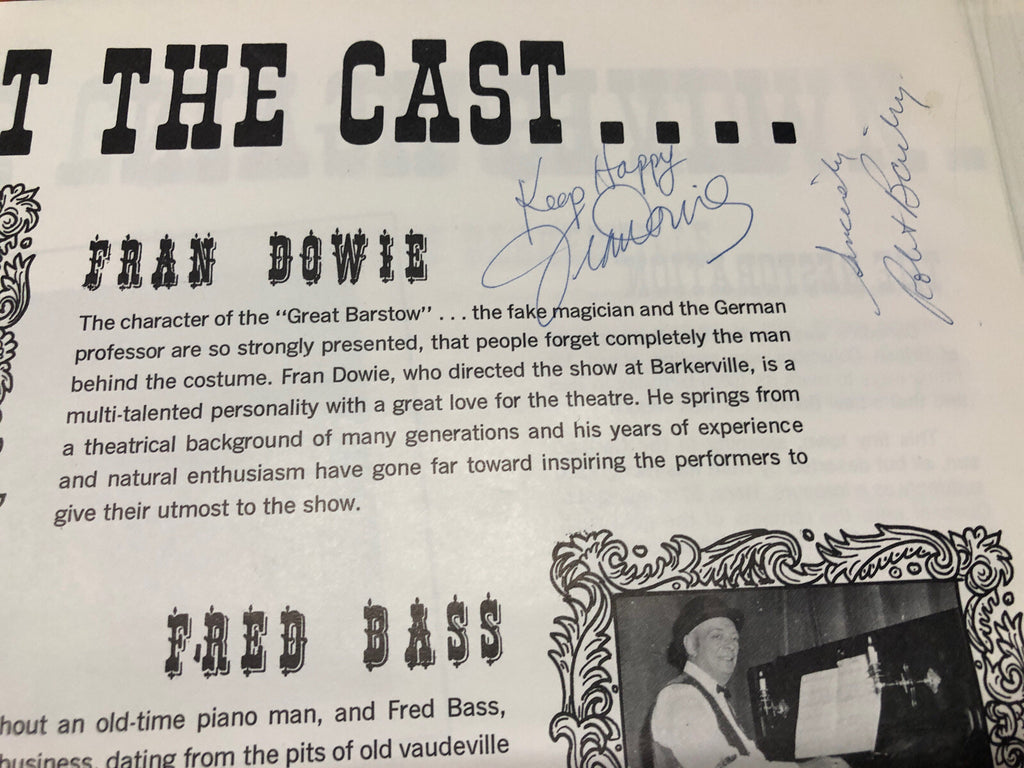 T THE CAST....
Keep Happy
Fran Dowie
Sincerely
Robt Bailey
FRAN DOWIE
The character of the "Great Barstow" ... the fake magician and the German
professor are so strongly presented, that people forget completely the man
behind the costume. Fran Dowie, who directed the show at Barkerville, is a
multi-talented personality with a great love for the theatre. He springs from
a theatrical background of many generations and his years of experience
and natural enthusiasm have gone far toward inspiring the performers to
give their utmost to the show.
FRED BASS
hout an old-time piano man, and Fred Bass,
business, dating from the pits of old vaudeville